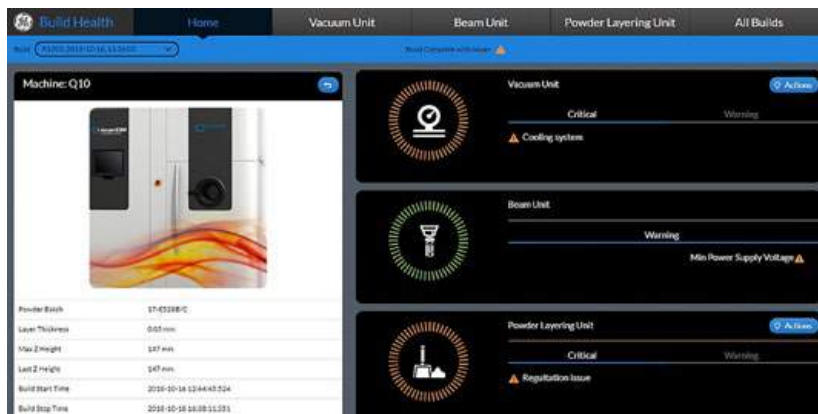 Build Health
Home
Vacuum Unit
Beam Unit
Powder Layering Unit
All Builds
Build
Machine: Q10
Powder Batch
Layer Thickness
0.05 mm
Max Z Height
147 mm
Last Z Height
147 mm
Build Start Time
Build Stop Time
Vacuum Unit
Actions
Critical
Warning
Cooling system
Beam Unit
Warning
Min Power Supply Voltage
Powder Layering Unit
Actions
Critical
Warning
Regultation issue